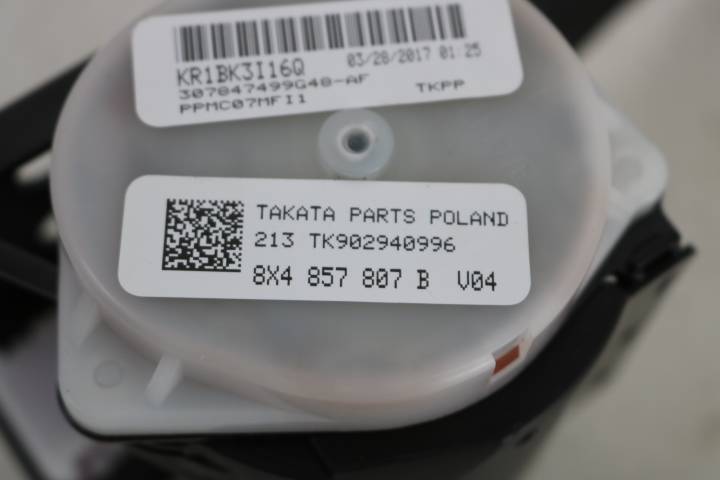 KR1BK3I16Q 03/28/2017 01:25
307847499G48-AF TKPP
PPMC07MFI1
TAKATA PARTS POLAND
213 TK902940996
8X4 857 807 B V04